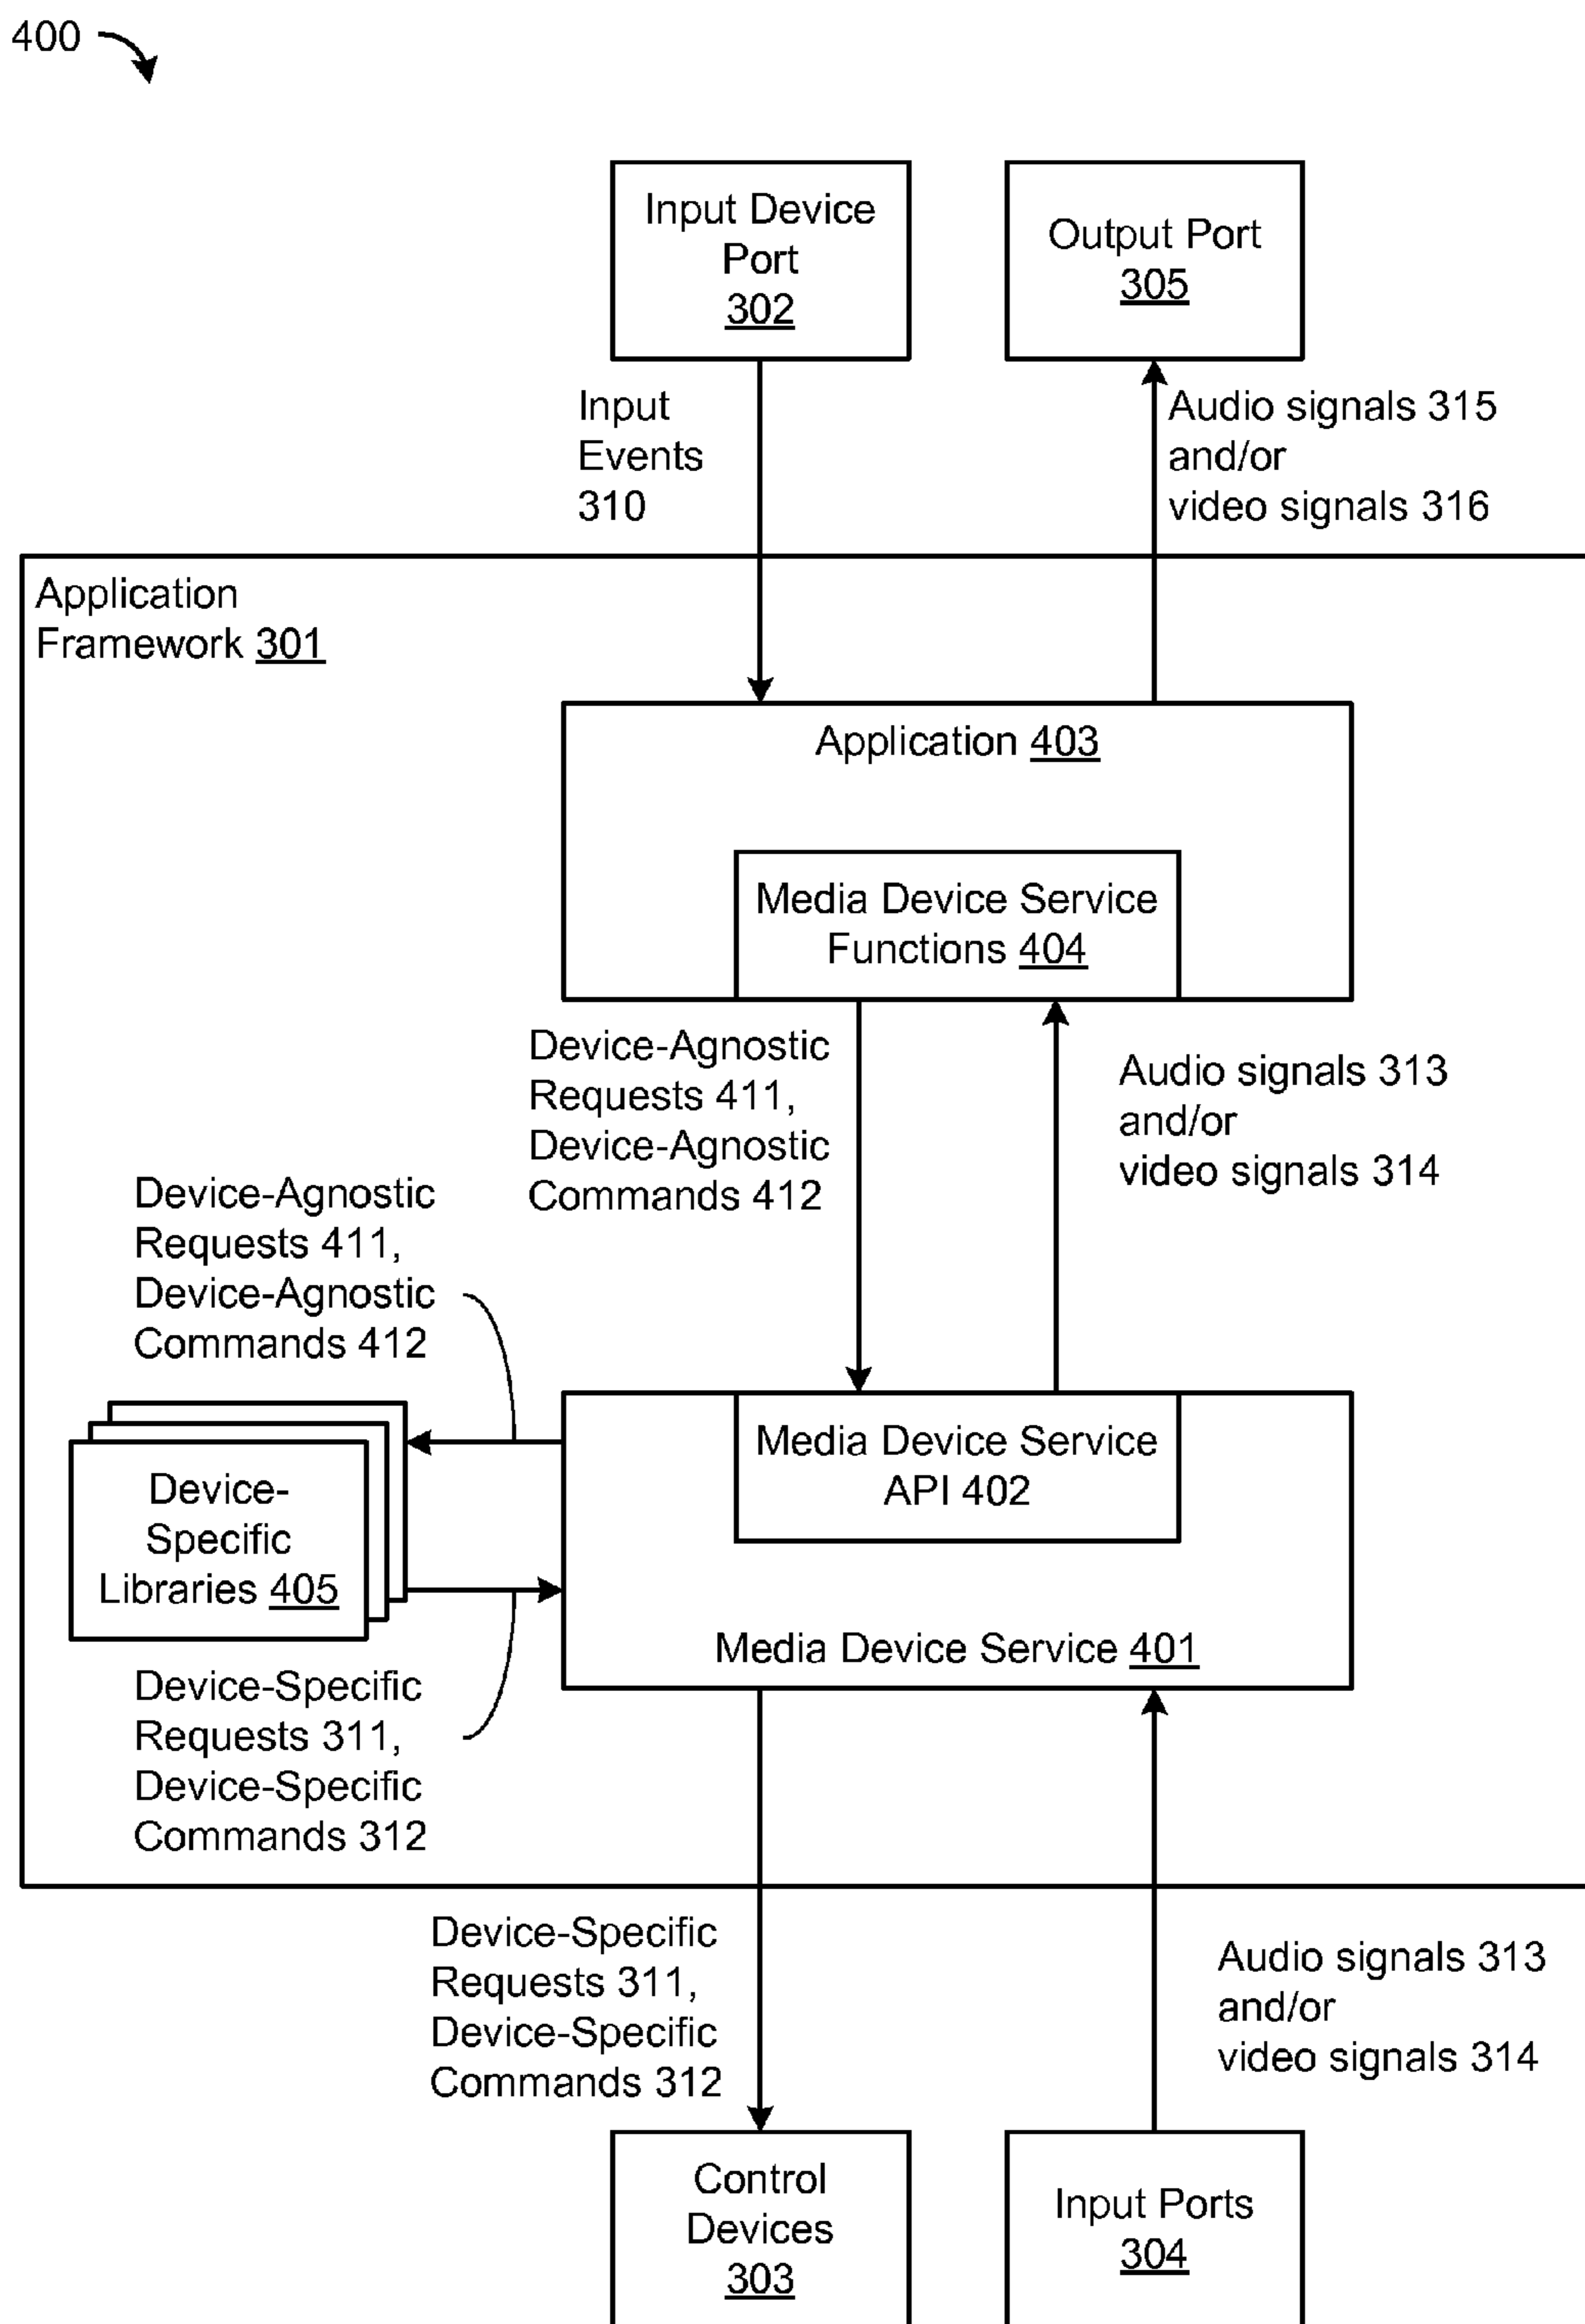 400
Input Device
Port
302
Output Port
305
Input
Events
310
Audio signals 315
and/or
video signals 316
Application
Framework 301
Application 403
Media Device Service
Functions 404
Device-Agnostic
Requests 411,
Device-Agnostic
Commands 412
Audio signals 313
and/or
video signals 314
Device-Agnostic
Requests 411,
Device-Agnostic
Commands 412
Media Device Service
API 402
Device-
Specific
Libraries 405
Media Device Service 401
Device-Specific
Requests 311,
Device-Specific
Commands 312
Device-Specific
Requests 311,
Device-Specific
Commands 312
Audio signals 313
and/or
video signals 314
Control
Devices
303
Input Ports
304